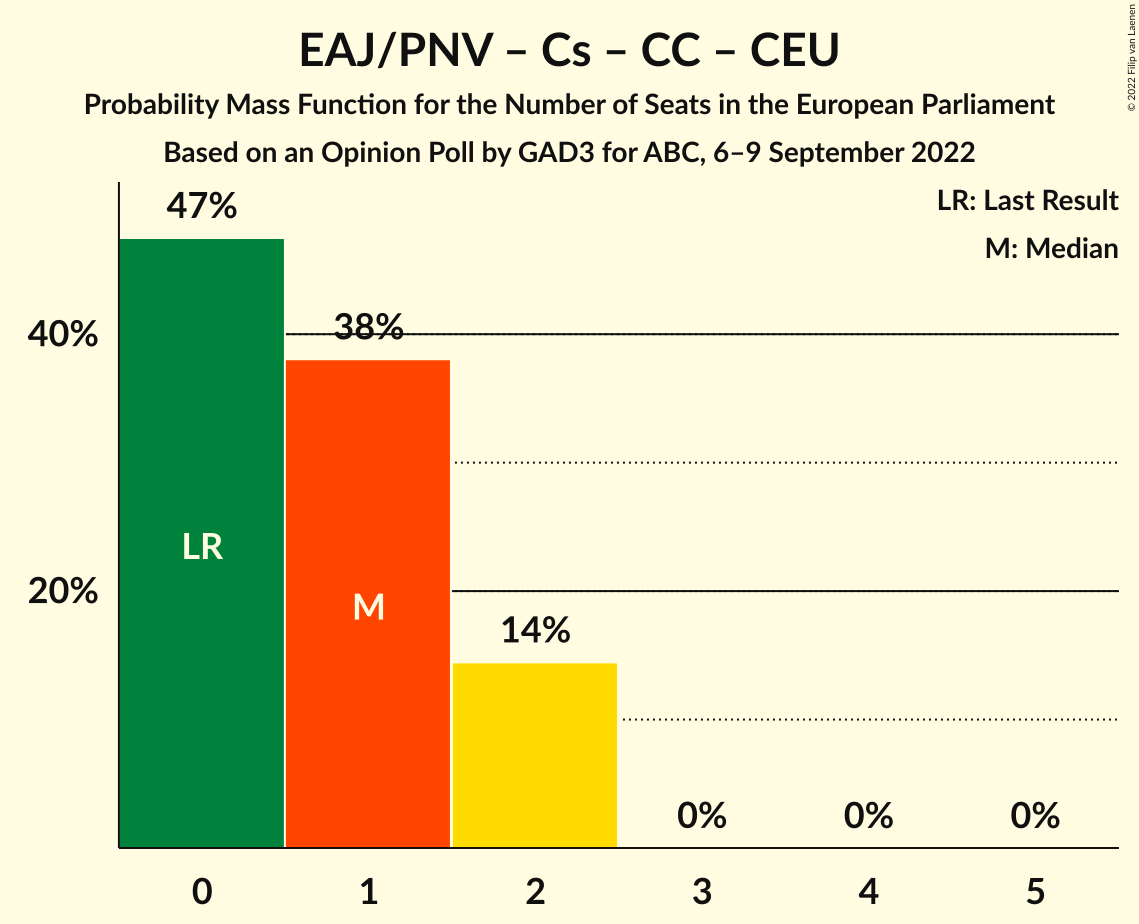 EAJ/PNV – Cs – CC – CEU
Probability Mass Function for the Number of Seats in the European Parliament
Based on an Opinion Poll by GAD3 for ABC, 6–9 September 2022
© 2022 Filip van Laenen
LR: Last Result
M: Median
47%
38%
40%
LR
20%
M
14%
0%
0%
0%
0
1
2
3
4
5